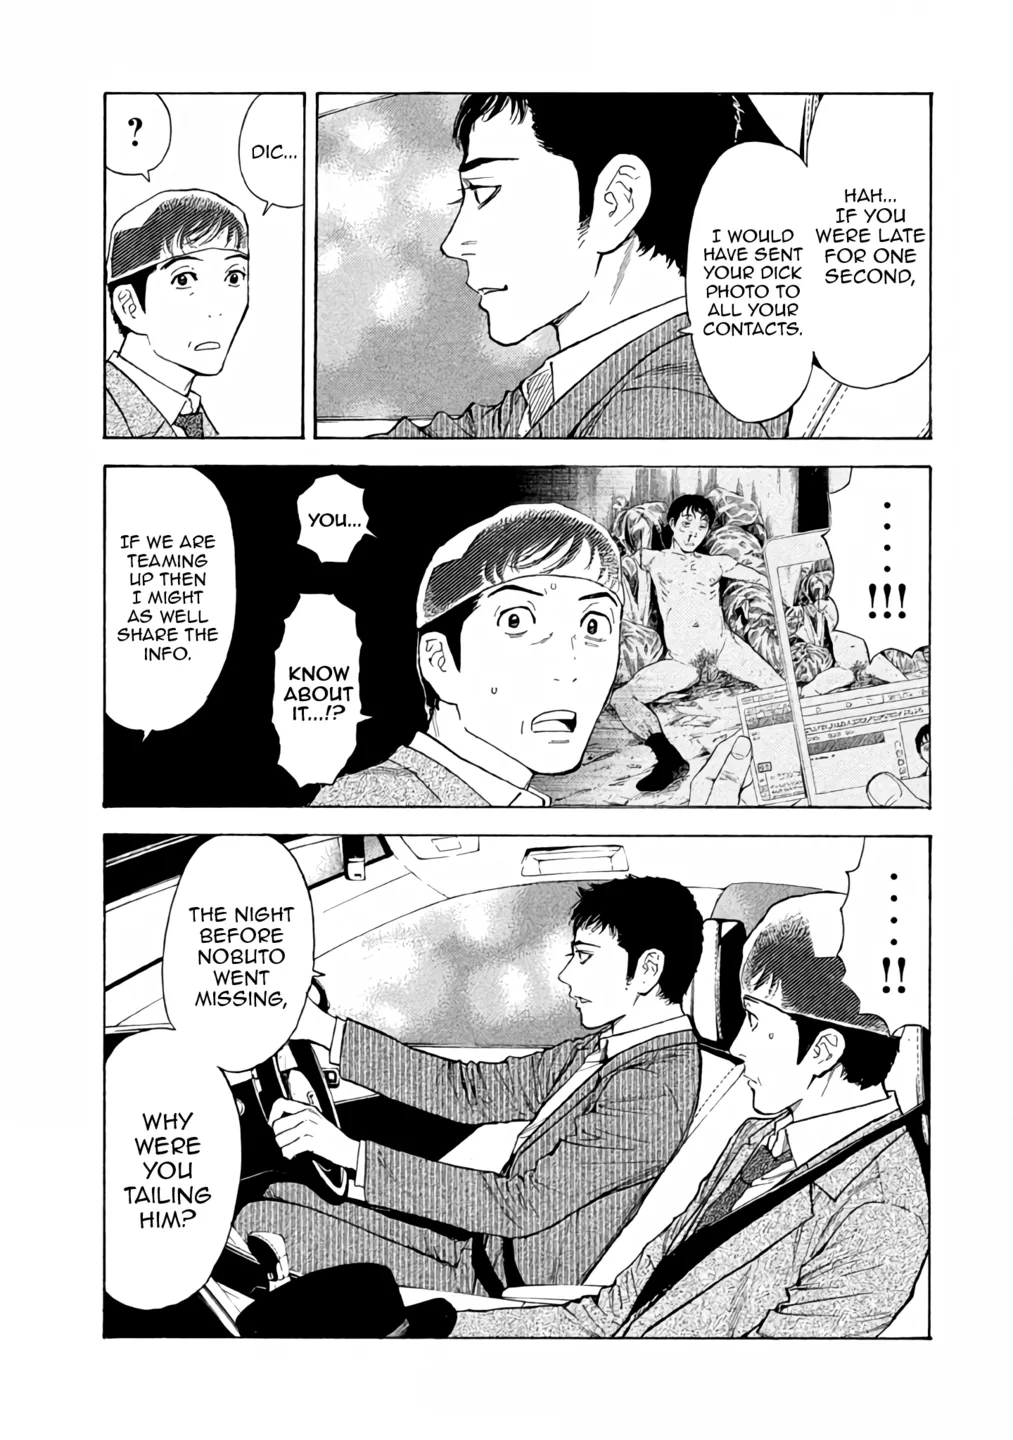 HAH...
IF YOU
WERE LATE
FOR ONE
SECOND,
I WOULD
HAVE SENT
YOUR DICK
PHOTO TO
ALL YOUR
CONTACTS.
DIC...
?
.....!!!
YOU...
KNOW
ABOUT
IT...!?
IF WE ARE
TEAMING
UP THEN
I MIGHT
AS WELL
SHARE THE
INFO.
.....!!
THE NIGHT
BEFORE
NOBUTO
WENT
MISSING,
WHY
WERE
YOU
TAILING
HIM?